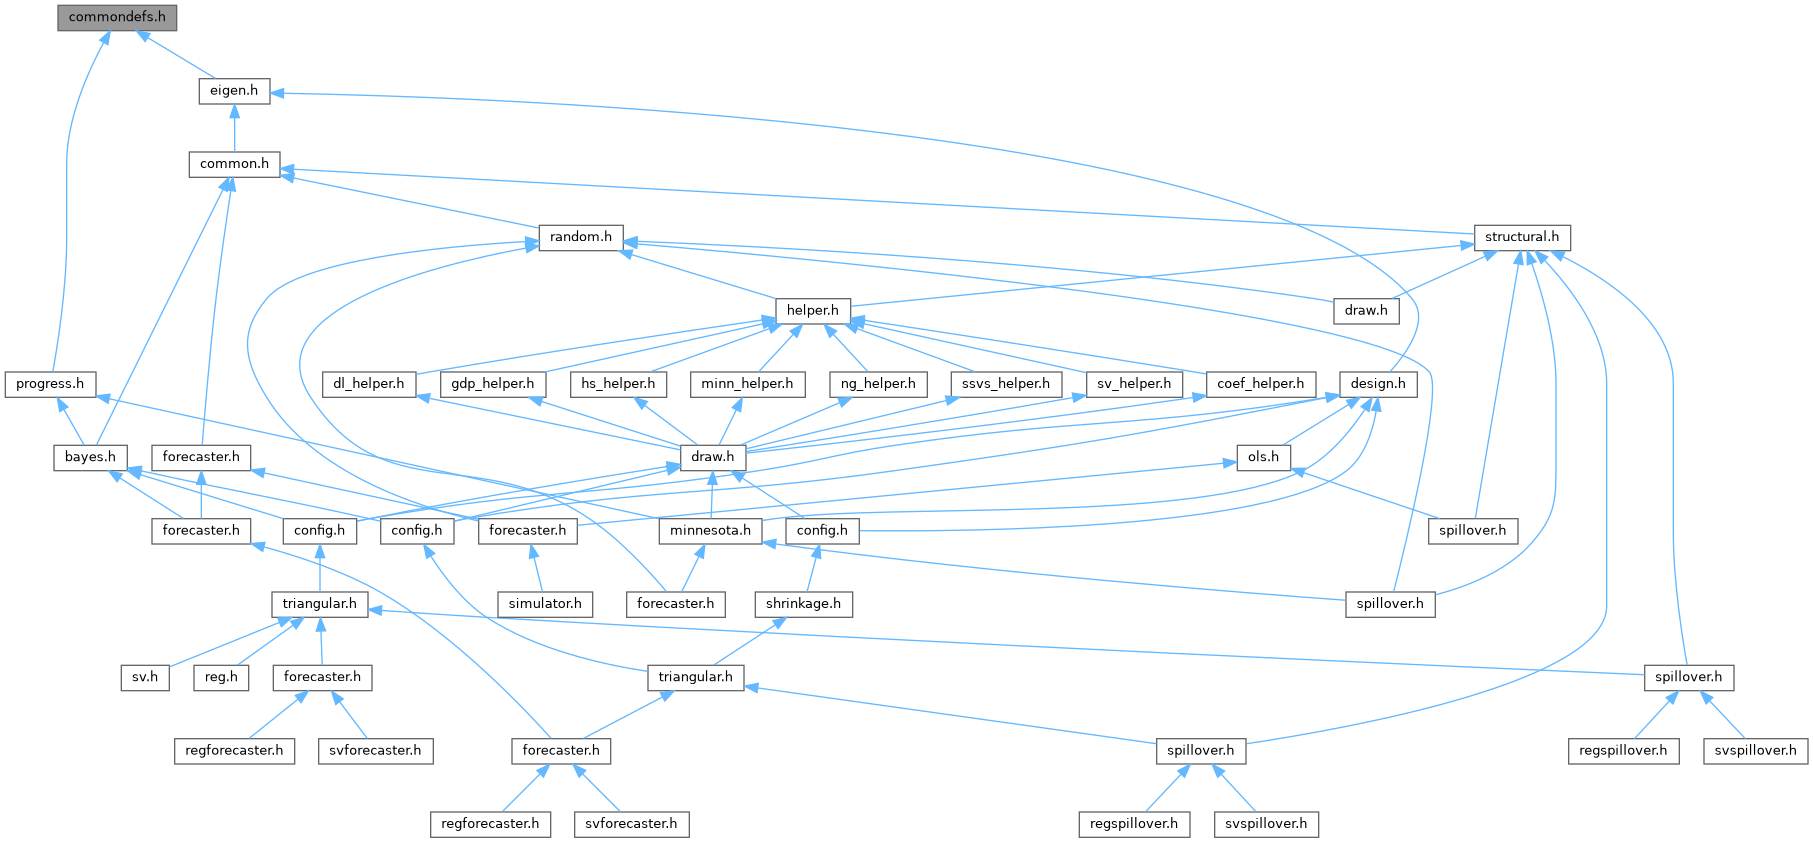 commondefs.h
eigen.h
common.h
random.h
structural.h
helper.h
draw.h
progress.h
dl_helper.h
gdp_helper.h
hs_helper.h
minn_helper.h
ng_helper.h
ssvs_helper.h
sv_helper.h
coef_helper.h
design.h
bayes.h
forecaster.h
draw.h
ols.h
forecaster.h
config.h
config.h
forecaster.h
minnesota.h
config.h
spillover.h
triangular.h
simulator.h
forecaster.h
shrinkage.h
spillover.h
sv.h
reg.h
forecaster.h
triangular.h
spillover.h
regforecaster.h
svforecaster.h
forecaster.h
spillover.h
regspillover.h
svspillover.h
regforecaster.h
svforecaster.h
regspillover.h
svspillover.h